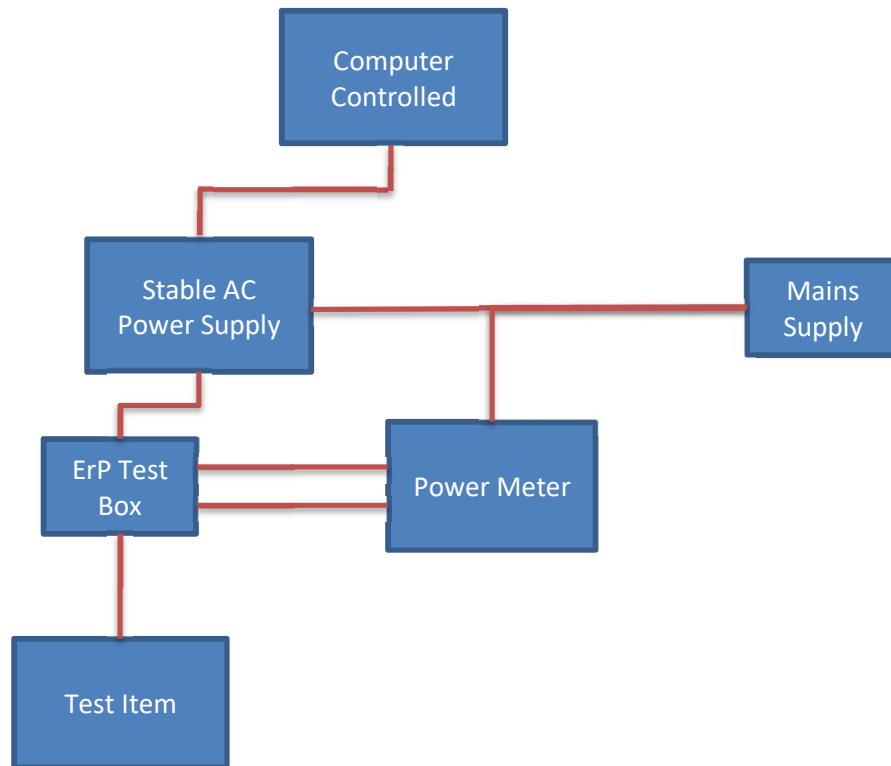 Computer
Controlled
Stable AC
Power Supply
Mains
Supply
ErP Test
Box
Power Meter
Test Item